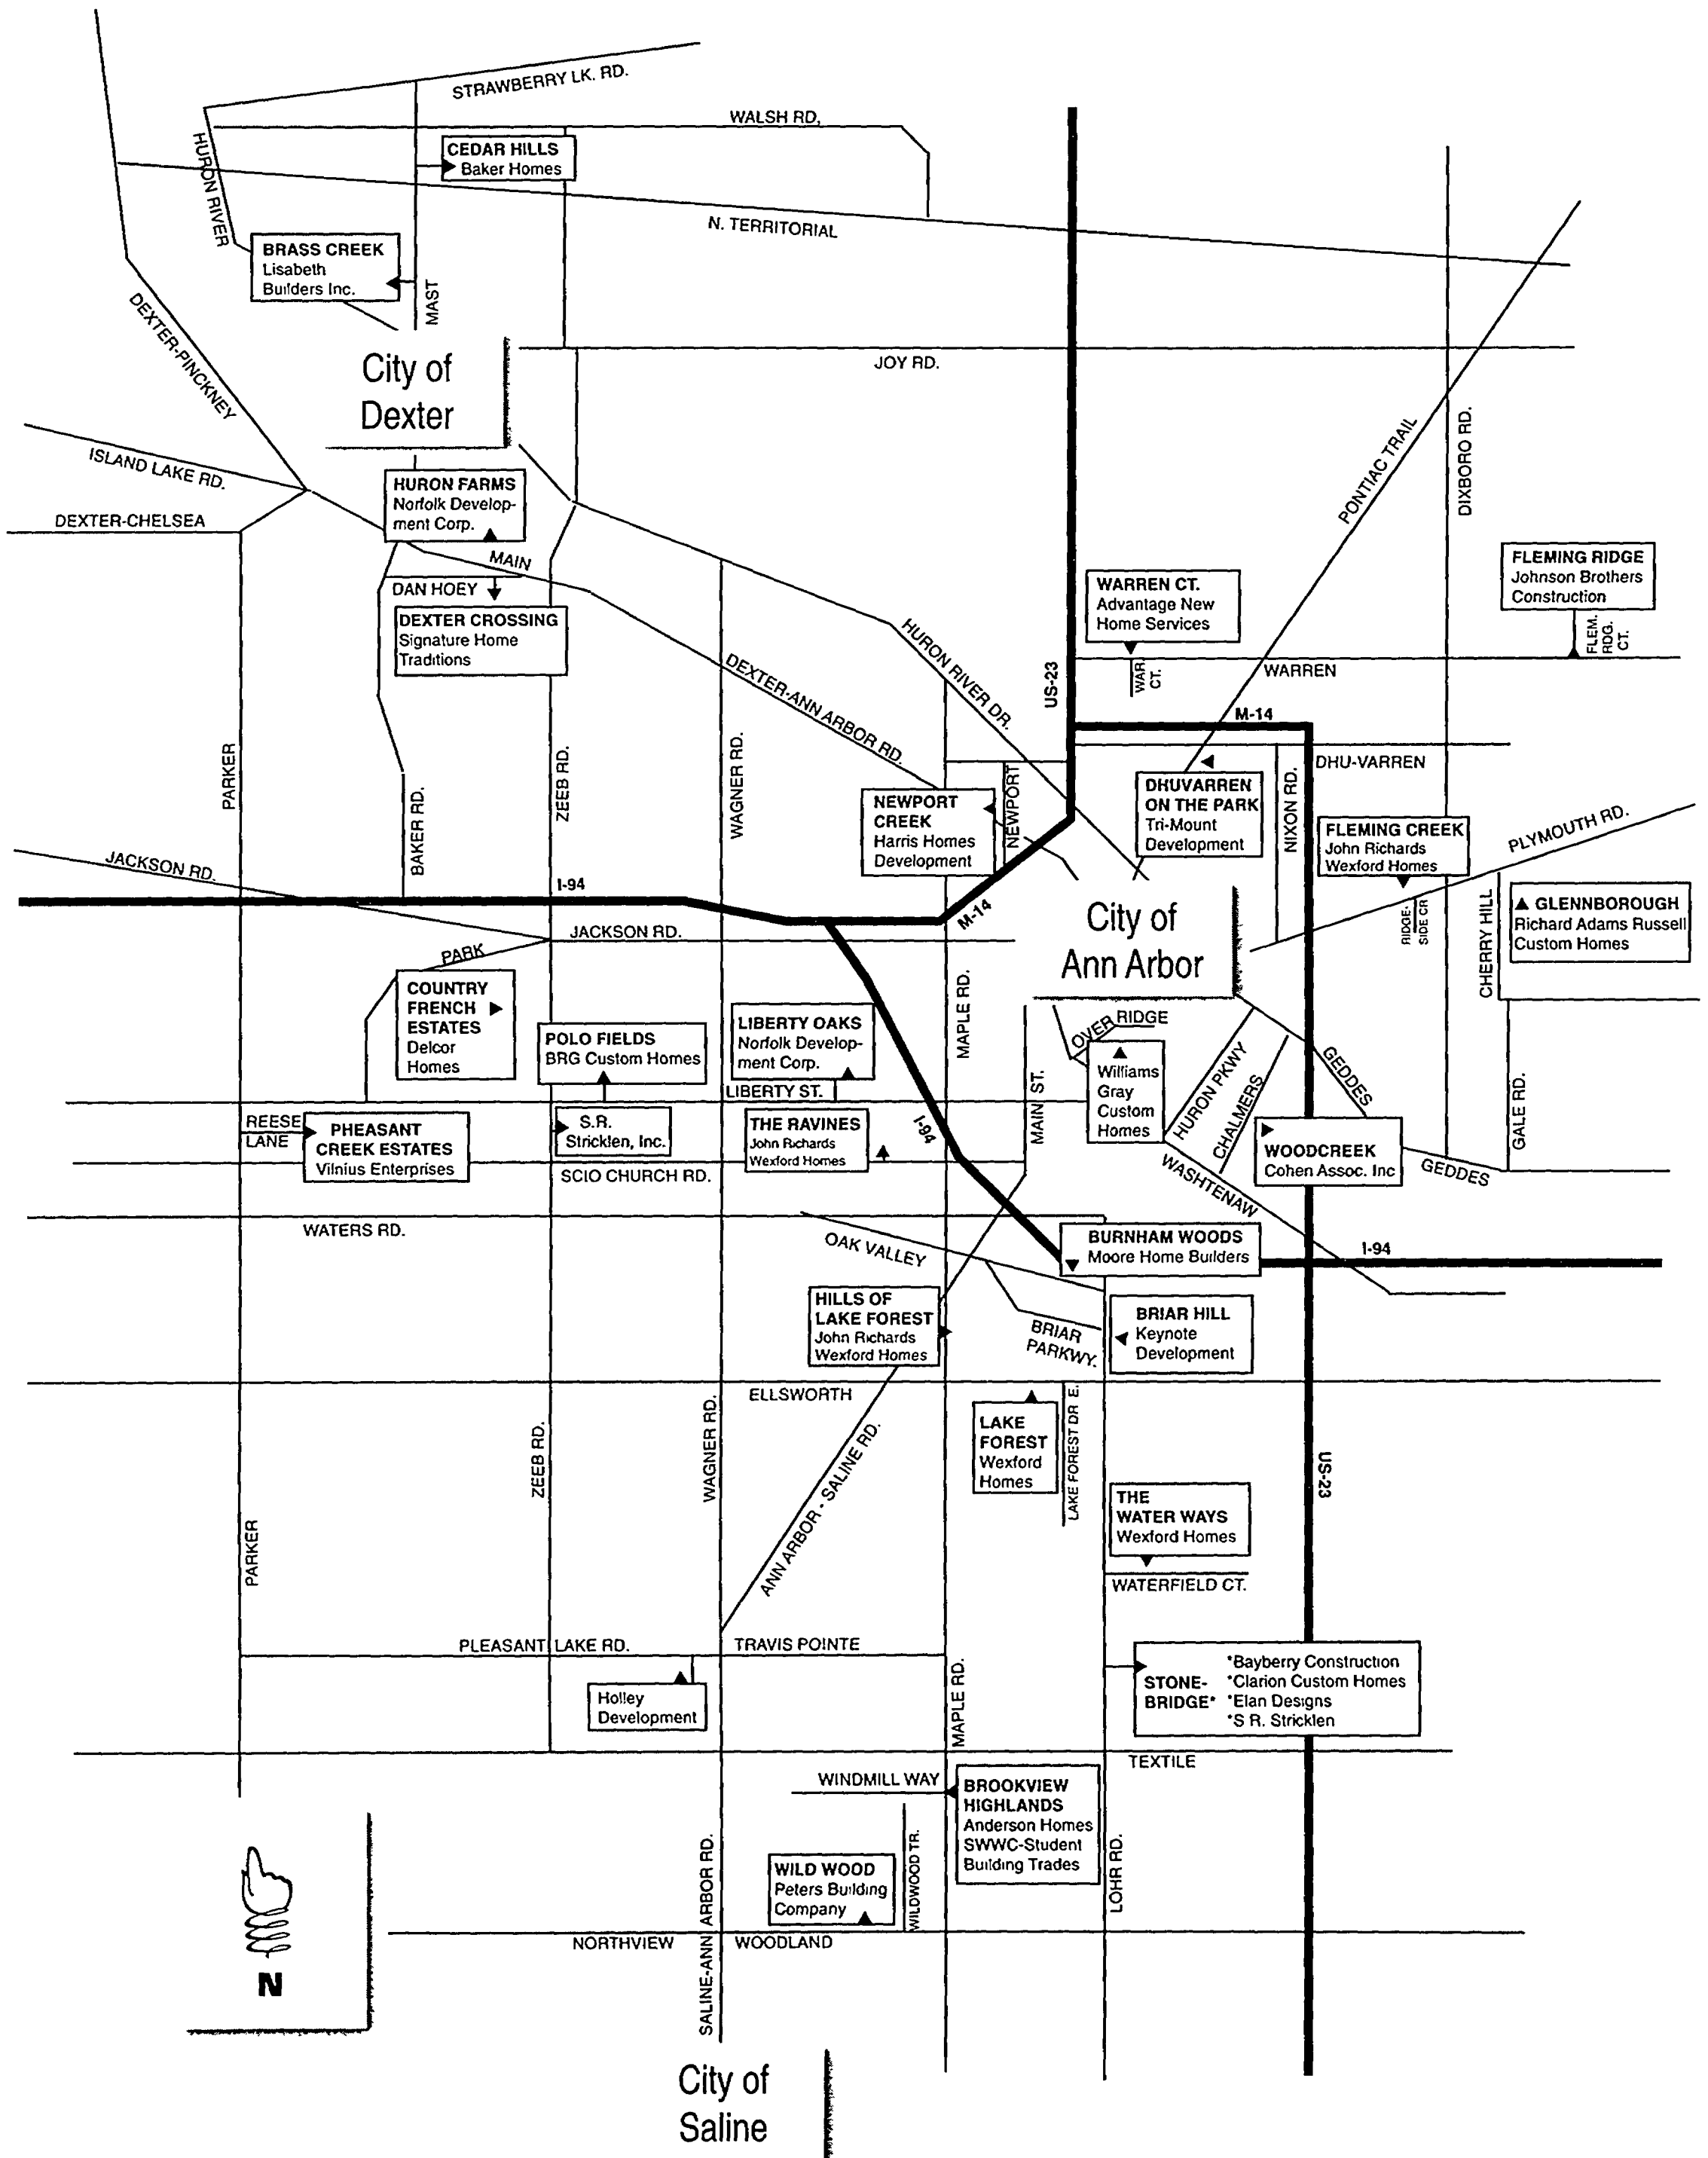 STRAWBERRY LK. RD.
WALSH RD,
HURON RIVER
CEDAR HILLS
Baker Homes
N. TERRITORIAL
BRASS CREEK
Lisabeth
Builders Inc.
MAST
DEXTER-PINCKNEY
City of
Dexter
JOY RD.
ISLAND LAKE RD.
DEXTER-CHELSEA
HURON FARMS
Norfolk Develop-
ment Corp.
MAIN
DAN HOEY
DEXTER CROSSING
Signature Home
Traditions
PONTIAC TRAIL
DIXBORO RD.
FLEMING RIDGE
Johnson Brothers
Construction
FLEM.
RDG.
CT.
WARREN CT.
Advantage New
Home Services
WAR.
CT.
WARREN
HURON RIVER DR.
US-23
DEXTER-ANN ARBOR RD.
M-14
DHU-VARREN
PARKER
BAKER RD.
ZEEB RD.
WAGNER RD.
NEWPORT
CREEK
Harris Homes
Development
NEWPORT
DHUVARREN
ON THE PARK
Tri-Mount
Development
NIXON RD.
FLEMING CREEK
John Richards
Wexford Homes
PLYMOUTH RD.
JACKSON RD.
I-94
M-14
JACKSON RD.
City of
Ann Arbor
RIDGE-
SIDE CR
CHERRY HILL
GLENNBOROUGH
Richard Adams Russell
Custom Homes
PARK
COUNTRY
FRENCH
ESTATES
Delcor
Homes
POLO FIELDS
BRG Custom Homes
LIBERTY OAKS
Norfolk Develop-
ment Corp.
MAPLE RD.
OVER RIDGE
Williams
Gray
Custom
Homes
HURON PKWY
CHALMERS
GEDDES
GALE RD.
LIBERTY ST.
MAIN ST.
REESE
LANE
PHEASANT
CREEK ESTATES
Vilnius Enterprises
S.R.
Stricklen, Inc.
THE RAVINES
John Richards
Wexford Homes
I-94
WOODCREEK
Cohen Assoc. Inc
GEDDES
SCIO CHURCH RD.
WASHTENAW
WATERS RD.
OAK VALLEY
BURNHAM WOODS
Moore Home Builders
I-94
HILLS OF
LAKE FOREST
John Richards
Wexford Homes
BRIAR
PARKWY.
BRIAR HILL
Keynote
Development
ELLSWORTH
ZEEB RD.
WAGNER RD.
ANN ARBOR - SALINE RD.
LAKE
FOREST
Wexford
Homes
LAKE FOREST DR E.
US-23
THE
WATER WAYS
Wexford Homes
WATERFIELD CT.
PARKER
PLEASANT LAKE RD.
TRAVIS POINTE
Holley
Development
MAPLE RD.
STONE-
BRIDGE*
*Bayberry Construction
*Clarion Custom Homes
*Elan Designs
*S R. Stricklen
TEXTILE
WINDMILL WAY
BROOKVIEW
HIGHLANDS
Anderson Homes
SWWC-Student
Building Trades
WILD WOOD
Peters Building
Company
WILDWOOD TR.
LOHR RD.
SALINE-ANN ARBOR RD.
NORTHVIEW
WOODLAND
N
City of
Saline